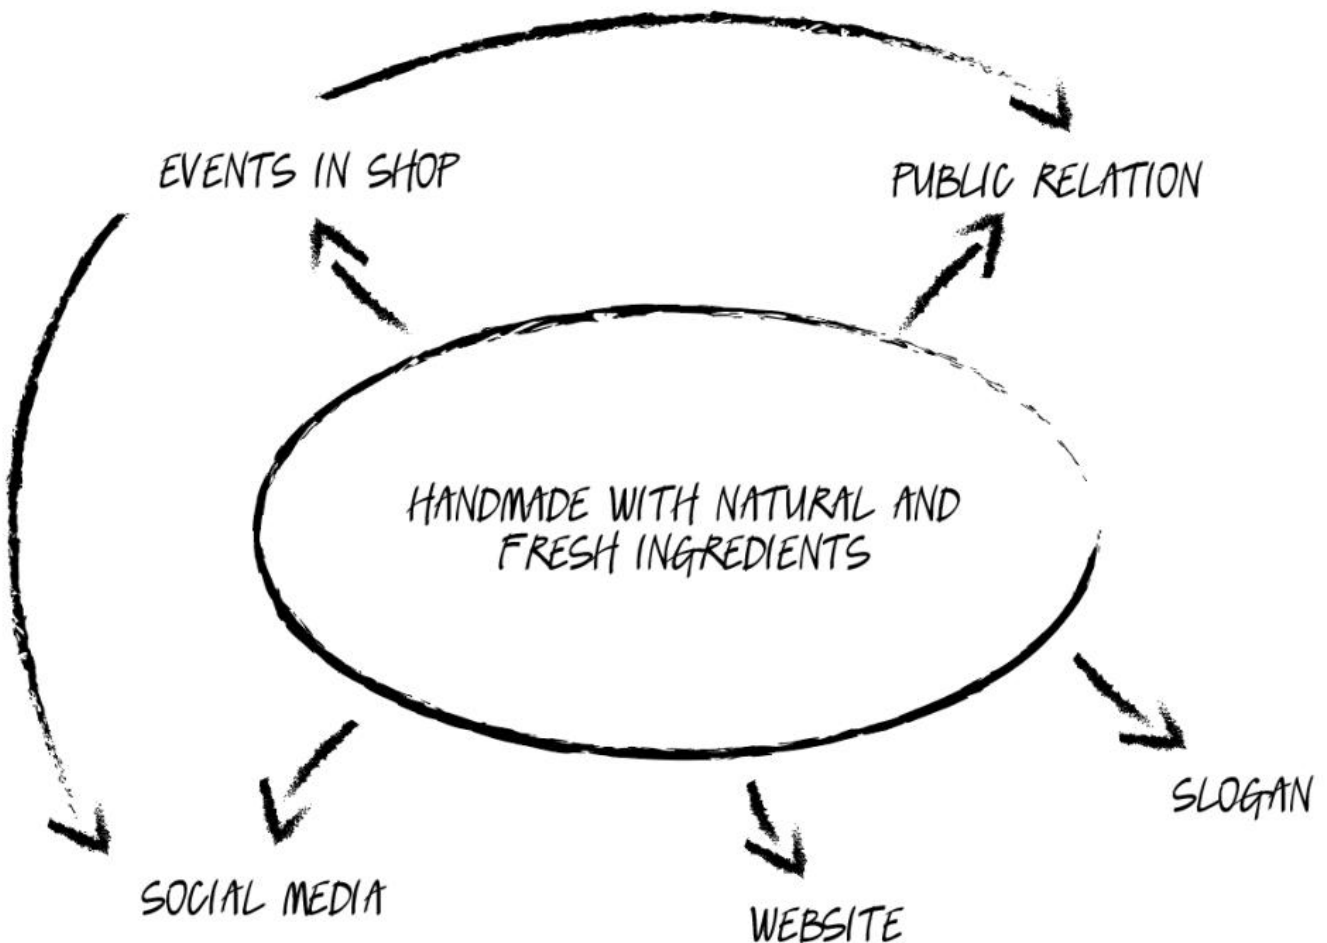 EVENTS IN SHOP
PUBLIC RELATION
HANDMADE WITH NATURAL AND
FRESH INGREDIENTS
SLOGAN
SOCIAL MEDIA
WEBSITE